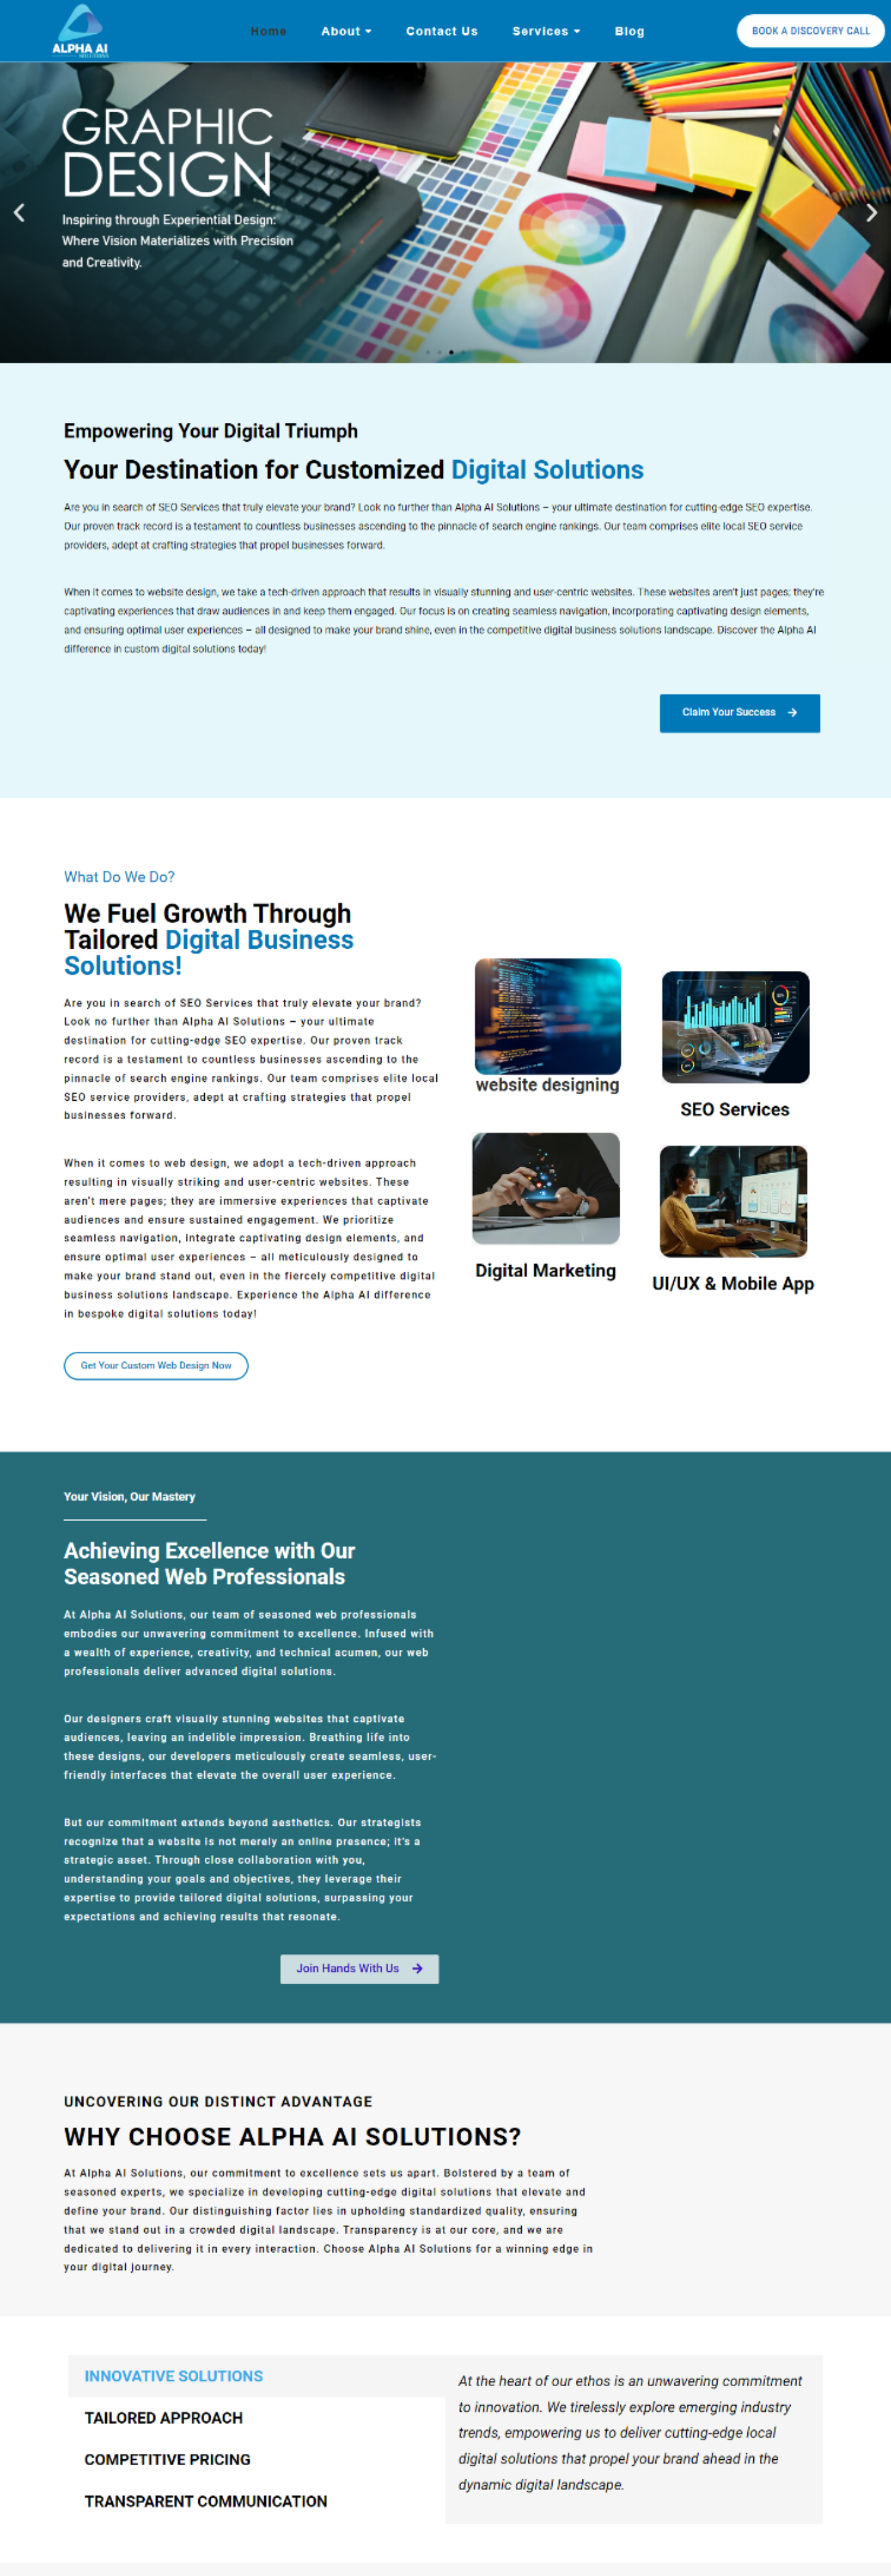 ALPHA AI
SOLUTIONS
Home
About
Contact Us
Services
Blog
BOOK A DISCOVERY CALL
GRAPHIC
DESIGN
Inspiring through Experiential Design:
Where Vision Materializes with Precision
and Creativity.
Empowering Your Digital Triumph
Your Destination for Customized Digital Solutions
Are you in search of SEO Services that truly elevate your brand? Look no further than Alpha AI Solutions – your ultimate destination for cutting-edge SEO expertise.
Our proven track record is a testament to countless businesses ascending to the pinnacle of search engine rankings. Our team comprises elite local SEO service
providers, adept at crafting strategies that propel businesses forward.
When it comes to website design, we take a tech-driven approach that results in visually stunning and user-centric websites. These websites aren't just pages; they're
captivating experiences that draw audiences in and keep them engaged. Our focus is on creating seamless navigation, incorporating captivating design elements,
and ensuring optimal user experiences – all designed to make your brand shine, even in the competitive digital business solutions landscape. Discover the Alpha AI
difference in custom digital solutions today!
Claim Your Success
What Do We Do?
We Fuel Growth Through
Tailored Digital Business
Solutions!
Are you in search of SEO Services that truly elevate your brand?
Look no further than Alpha AI Solutions – your ultimate
destination for cutting-edge SEO expertise. Our proven track
record is a testament to countless businesses ascending to the
pinnacle of search engine rankings. Our team comprises elite local
SEO service providers, adept at crafting strategies that propel
businesses forward.
When it comes to web design, we adopt a tech-driven approach
resulting in visually striking and user-centric websites. These
aren't mere pages; they are immersive experiences that captivate
audiences and ensure sustained engagement. We prioritize
seamless navigation, integrate captivating design elements, and
ensure optimal user experiences – all meticulously designed to
make your brand stand out, even in the fiercely competitive digital
business solutions landscape. Experience the Alpha AI difference
in bespoke digital solutions today!
Get Your Custom Web Design Now
website designing
SEO Services
Digital Marketing
UI/UX & Mobile App
Your Vision, Our Mastery
Achieving Excellence with Our
Seasoned Web Professionals
At Alpha AI Solutions, our team of seasoned web professionals
embodies our unwavering commitment to excellence. Infused with
a wealth of experience, creativity, and technical acumen, our web
professionals deliver advanced digital solutions.
Our designers craft visually stunning websites that captivate
audiences, leaving an indelible impression. Breathing life into
these designs, our developers meticulously create seamless, user-
friendly interfaces that elevate the overall user experience.
But our commitment extends beyond aesthetics. Our strategists
recognize that a website is not merely an online presence; it's a
strategic asset. Through close collaboration with you,
understanding your goals and objectives, they leverage their
expertise to provide tailored digital solutions, surpassing your
expectations and achieving results that resonate.
Join Hands With Us
UNCOVERING OUR DISTINCT ADVANTAGE
WHY CHOOSE ALPHA AI SOLUTIONS?
At Alpha AI Solutions, our commitment to excellence sets us apart. Bolstered by a team of
seasoned experts, we specialize in developing cutting-edge digital solutions that elevate and
define your brand. Our distinguishing factor lies in upholding standardized quality, ensuring
that we stand out in a crowded digital landscape. Transparency is at our core, and we are
dedicated to delivering it in every interaction. Choose Alpha AI Solutions for a winning edge in
your digital journey.
INNOVATIVE SOLUTIONS
TAILORED APPROACH
COMPETITIVE PRICING
TRANSPARENT COMMUNICATION
At the heart of our ethos is an unwavering commitment
to innovation. We tirelessly explore emerging industry
trends, empowering us to deliver cutting-edge local
digital solutions that propel your brand ahead in the
dynamic digital landscape.